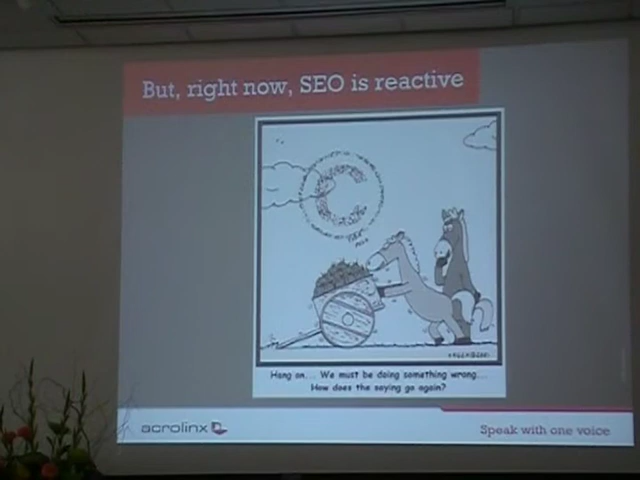 But, right now, SEO is reactive
C
Hang on... We must be doing something wrong...
How does the saying go again?
acrolinx
Speak with one voice